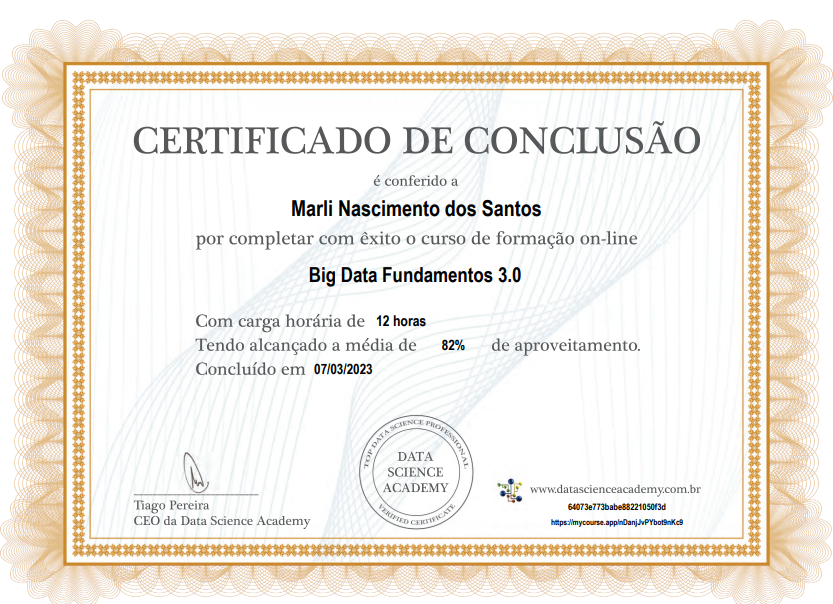 CERTIFICADO DE CONCLUSÃO
é conferido a
Marli Nascimento dos Santos
por completar com êxito o curso de formação on-line
Big Data Fundamentos 3.0
Com carga horária de 12 horas
Tendo alcançado a média de 82% de aproveitamento.
Concluído em 07/03/2023
TOP DATA SCIENCE PROFESSIONAL
DATA
SCIENCE
ACADEMY
VERIFIED CERTIFICATE
Tiago Pereira
CEO da Data Science Academy
www.datascienceacademy.com.br
64073e773babe88221050f3d
https://mycourse.app/nDanjJvPYbot9nKc9